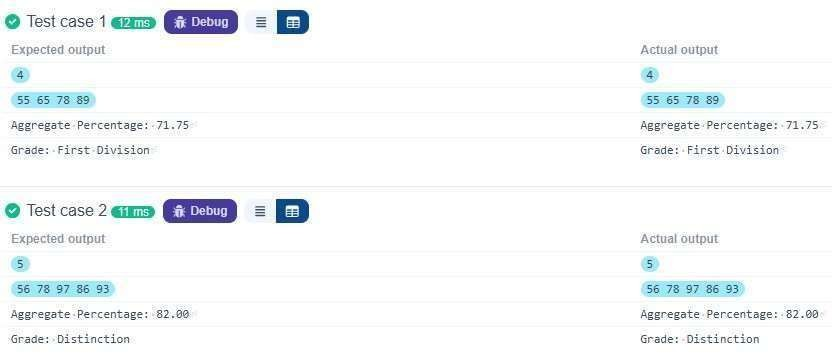 Test case 1 12 ms Debug
Expected output Actual output
4 4
55 65 78 89 55 65 78 89
Aggregate Percentage: 71.75 Aggregate Percentage: 71.75
Grade: First Division Grade: First Division
Test case 2 11 ms Debug
Expected output Actual output
5 5
56 78 97 86 93 56 78 97 86 93
Aggregate Percentage: 82.00 Aggregate Percentage: 82.00
Grade: Distinction Grade: Distinction